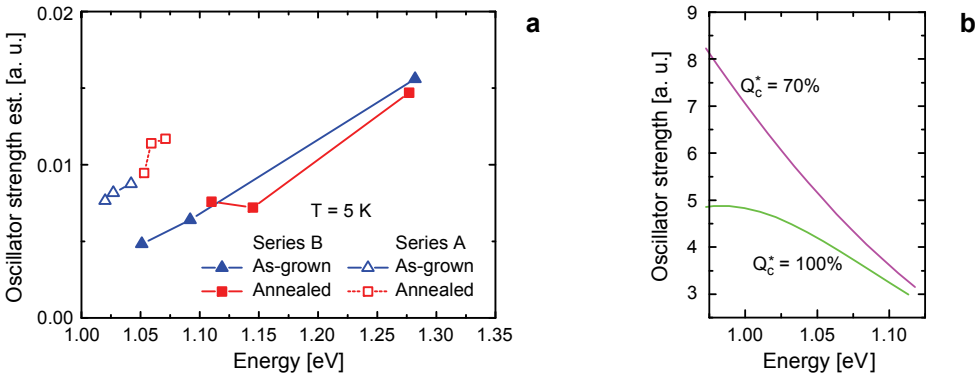 a
Oscillator strength est. [a. u.]
0.02
0.01
0.00
1.00 1.05 1.10 1.15 1.20 1.25 1.30 1.35
Energy [eV]
T = 5 K
Series B Series A
As-grown As-grown
Annealed Annealed
b
Oscillator strength [a. u.]
9
8
7
6
5
4
3
1.00 1.05 1.10
Energy [eV]
Q*c = 70%
Q*c = 100%